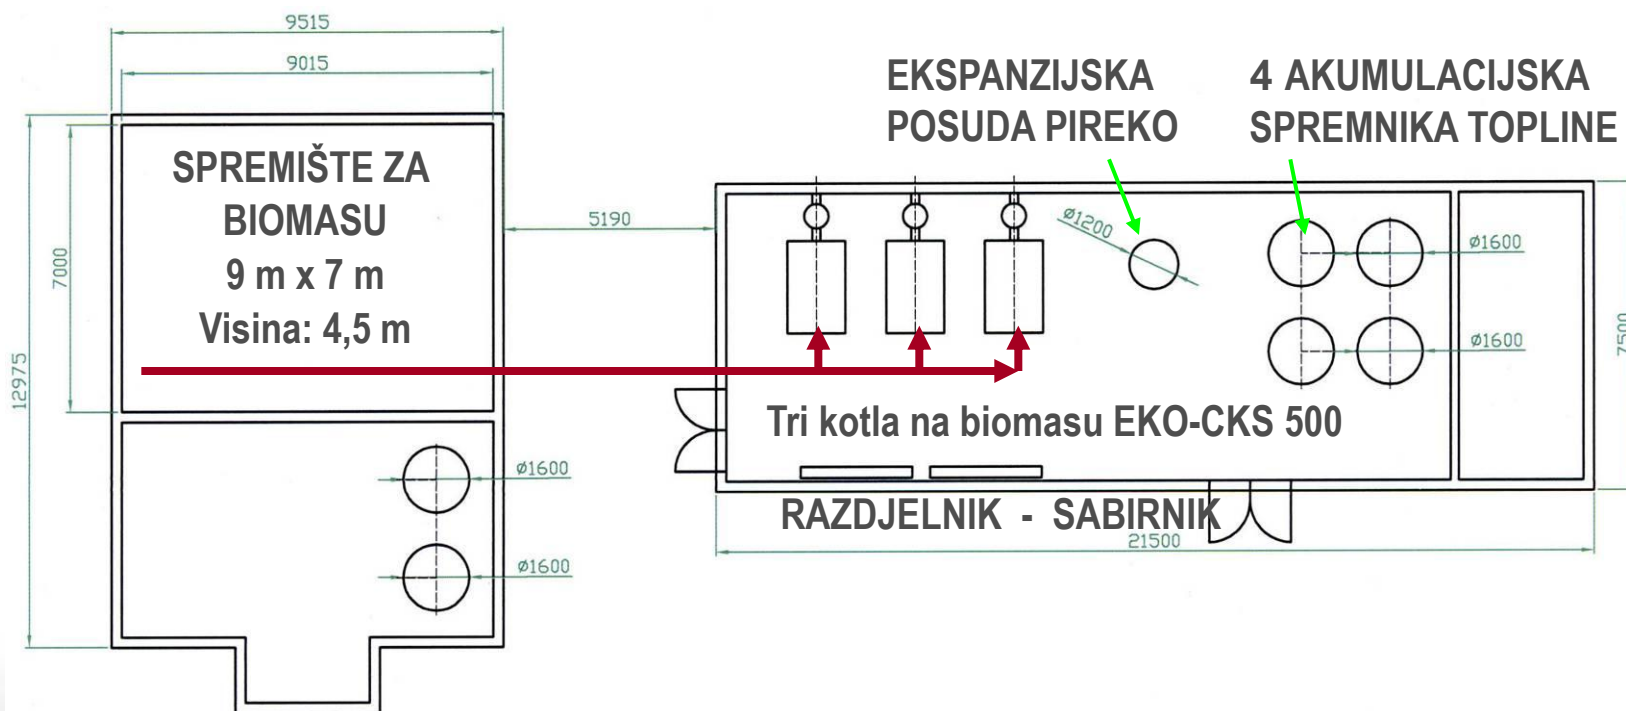 9515
9015
EKSPANZIJSKA
POSUDA PIREKO
4 AKUMULACIJSKA
SPREMNIKA TOPLINE
SPREMIŠTE ZA
BIOMASU
9 m x 7 m
Visina: 4,5 m
7000
12975
5190
ø1200
ø1600
ø1600
7500
Tri kotla na biomasu EKO-CKS 500
RAZDJELNIK - SABIRNIK
21500
ø1600
ø1600